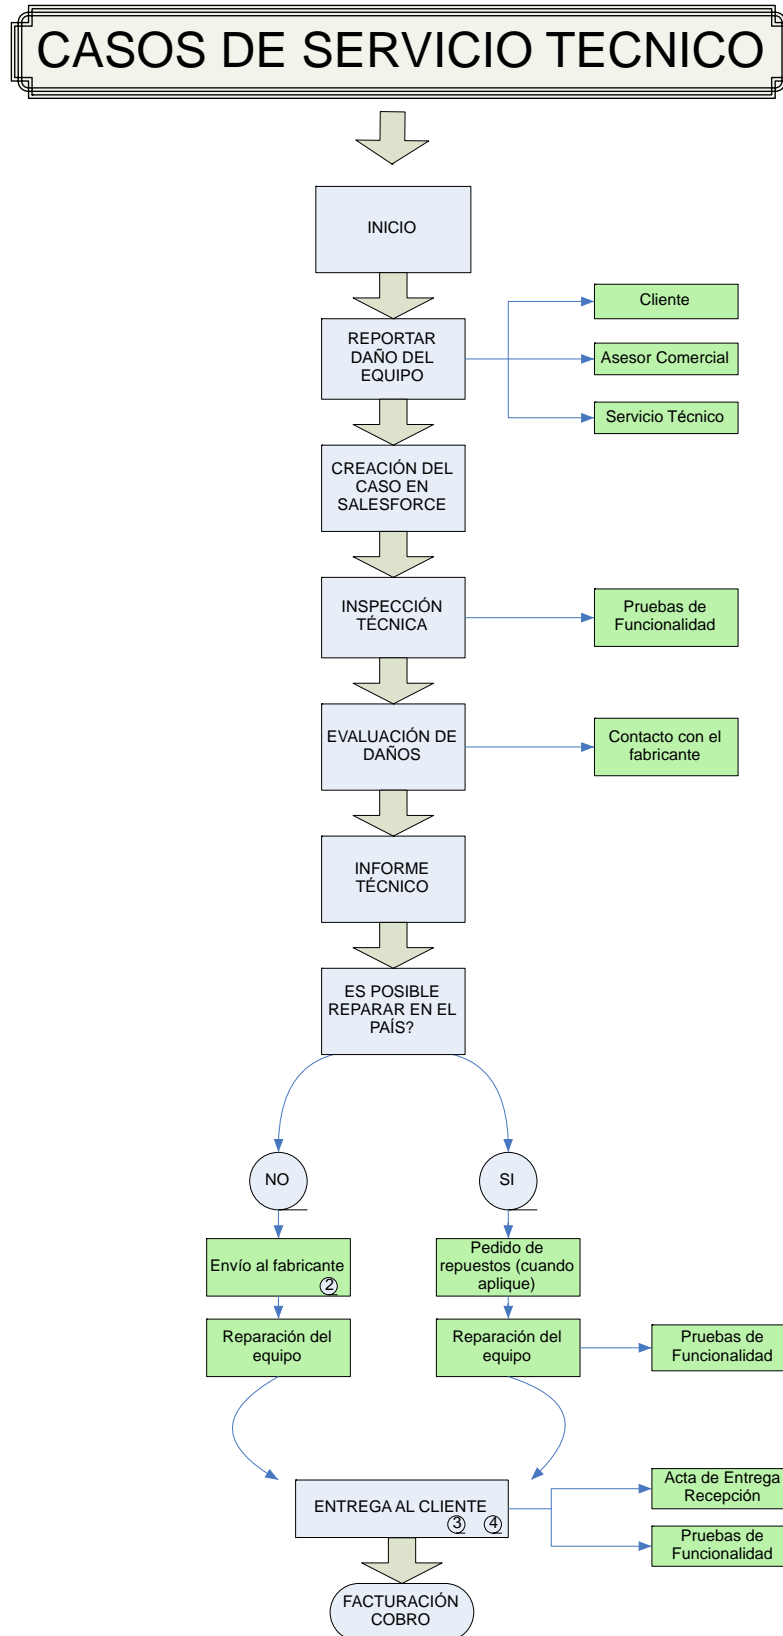 CASOS DE SERVICIO TECNICO
INICIO
REPORTAR
DAÑO DEL
EQUIPO
Cliente
Asesor Comercial
Servicio Técnico
CREACIÓN DEL
CASO EN
SALESFORCE
INSPECCIÓN
TÉCNICA
Pruebas de
Funcionalidad
EVALUACIÓN DE
DAÑOS
Contacto con el
fabricante
INFORME
TÉCNICO
ES POSIBLE
REPARAR EN EL
PAÍS?
NO
SI
Envío al fabricante
2
Pedido de
repuestos (cuando
aplique)
Reparación del
equipo
Reparación del
equipo
Pruebas de
Funcionalidad
ENTREGA AL CLIENTE
3 4
Acta de Entrega
Recepción
Pruebas de
Funcionalidad
FACTURACIÓN
COBRO